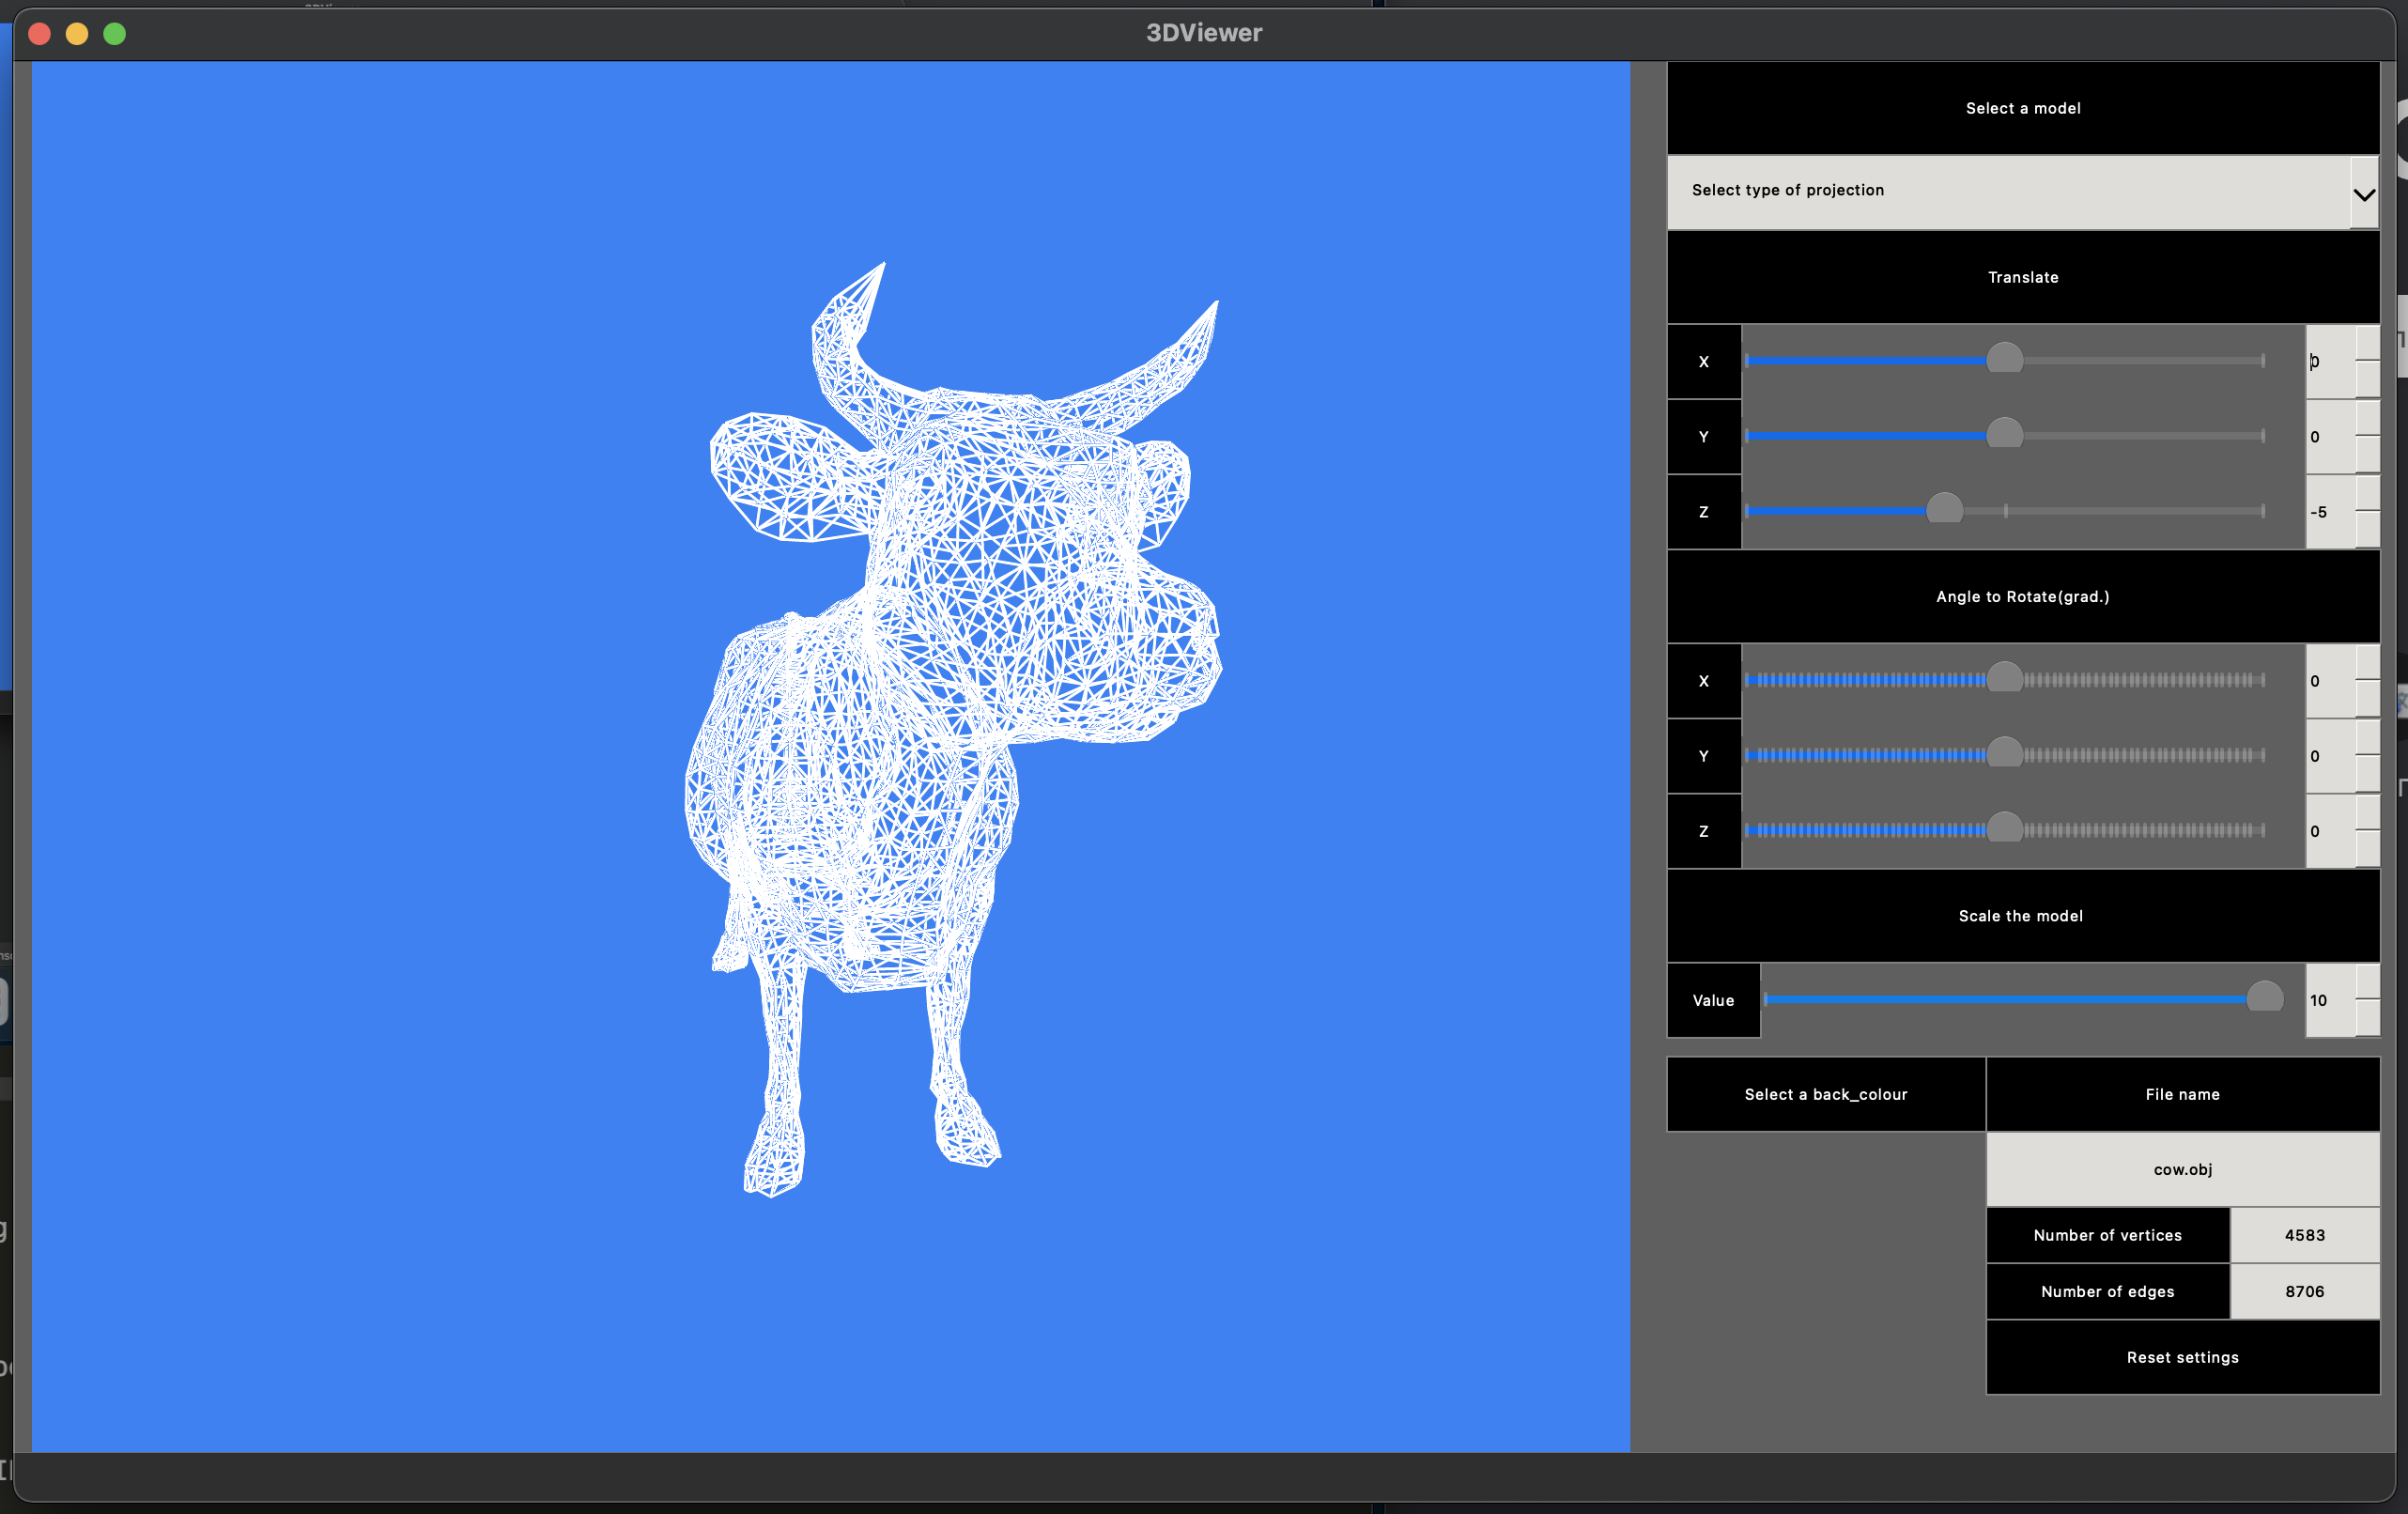 3DViewer
Select a model
Select type of projection
Translate
X
0
Y
0
Z
-5
Angle to Rotate(grad.)
X
0
Y
0
Z
0
Scale the model
Value
10
Select a back_colour
File name
cow.obj
Number of vertices
4583
Number of edges
8706
Reset settings